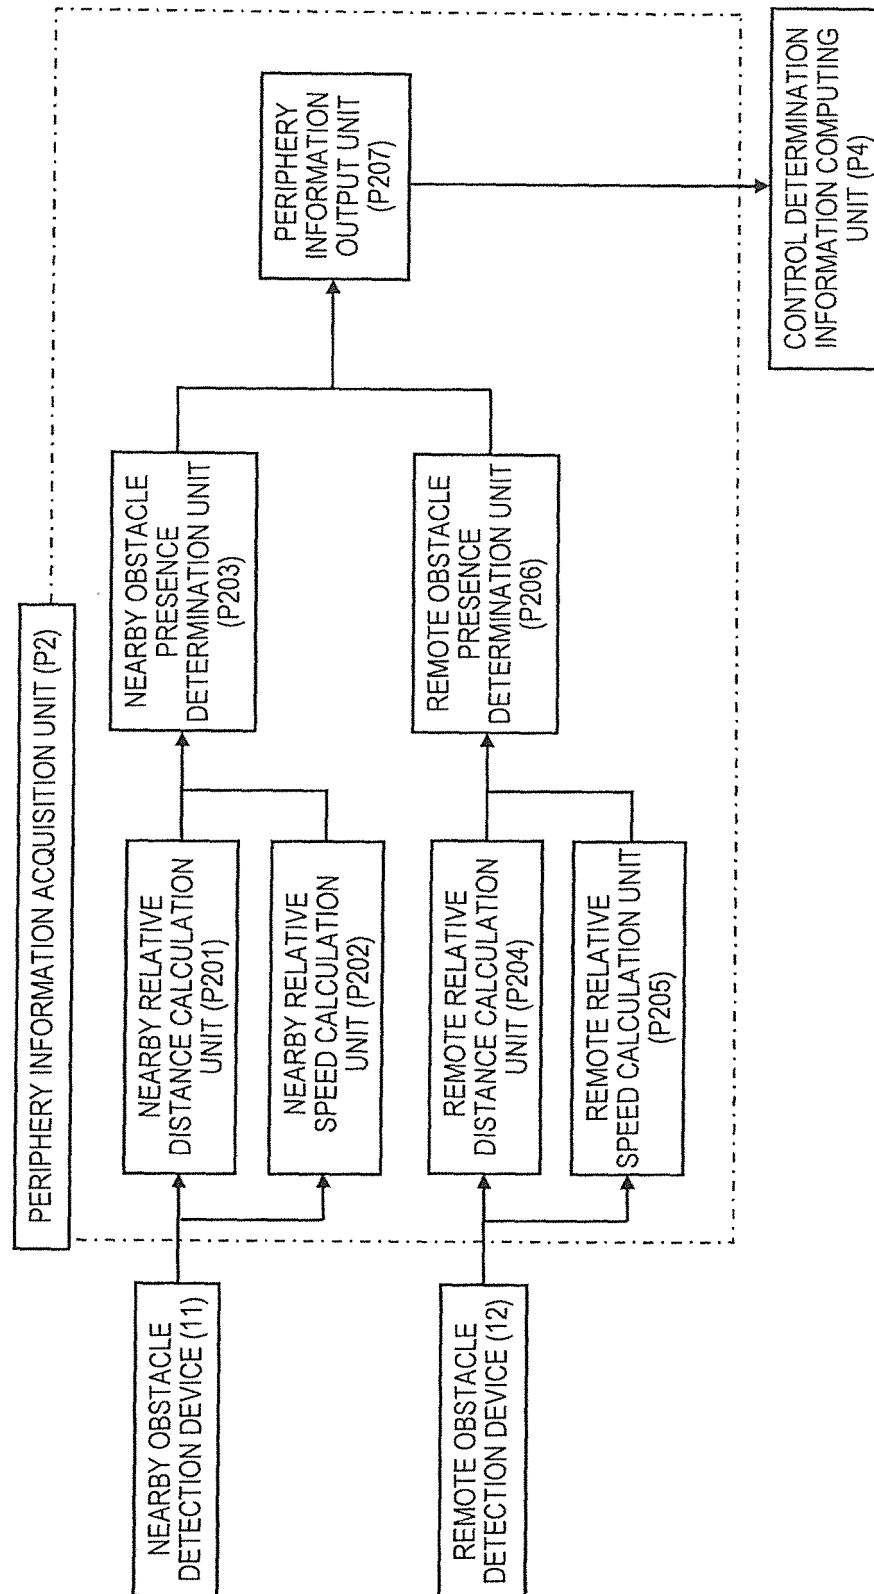 PERIPHERY INFORMATION ACQUISITION UNIT (P2)
NEARBY OBSTACLE
DETECTION DEVICE (11)
NEARBY RELATIVE
DISTANCE CALCULATION
UNIT (P201)
NEARBY RELATIVE
SPEED CALCULATION
UNIT (P202)
NEARBY OBSTACLE
PRESENCE
DETERMINATION UNIT
(P203)
REMOTE OBSTACLE
DETECTION DEVICE (12)
REMOTE RELATIVE
DISTANCE CALCULATION
UNIT (P204)
REMOTE RELATIVE
SPEED CALCULATION UNIT
(P205)
REMOTE OBSTACLE
PRESENCE
DETERMINATION UNIT
(P206)
PERIPHERY
INFORMATION
OUTPUT UNIT
(P207)
CONTROL DETERMINATION
INFORMATION COMPUTING
UNIT (P4)